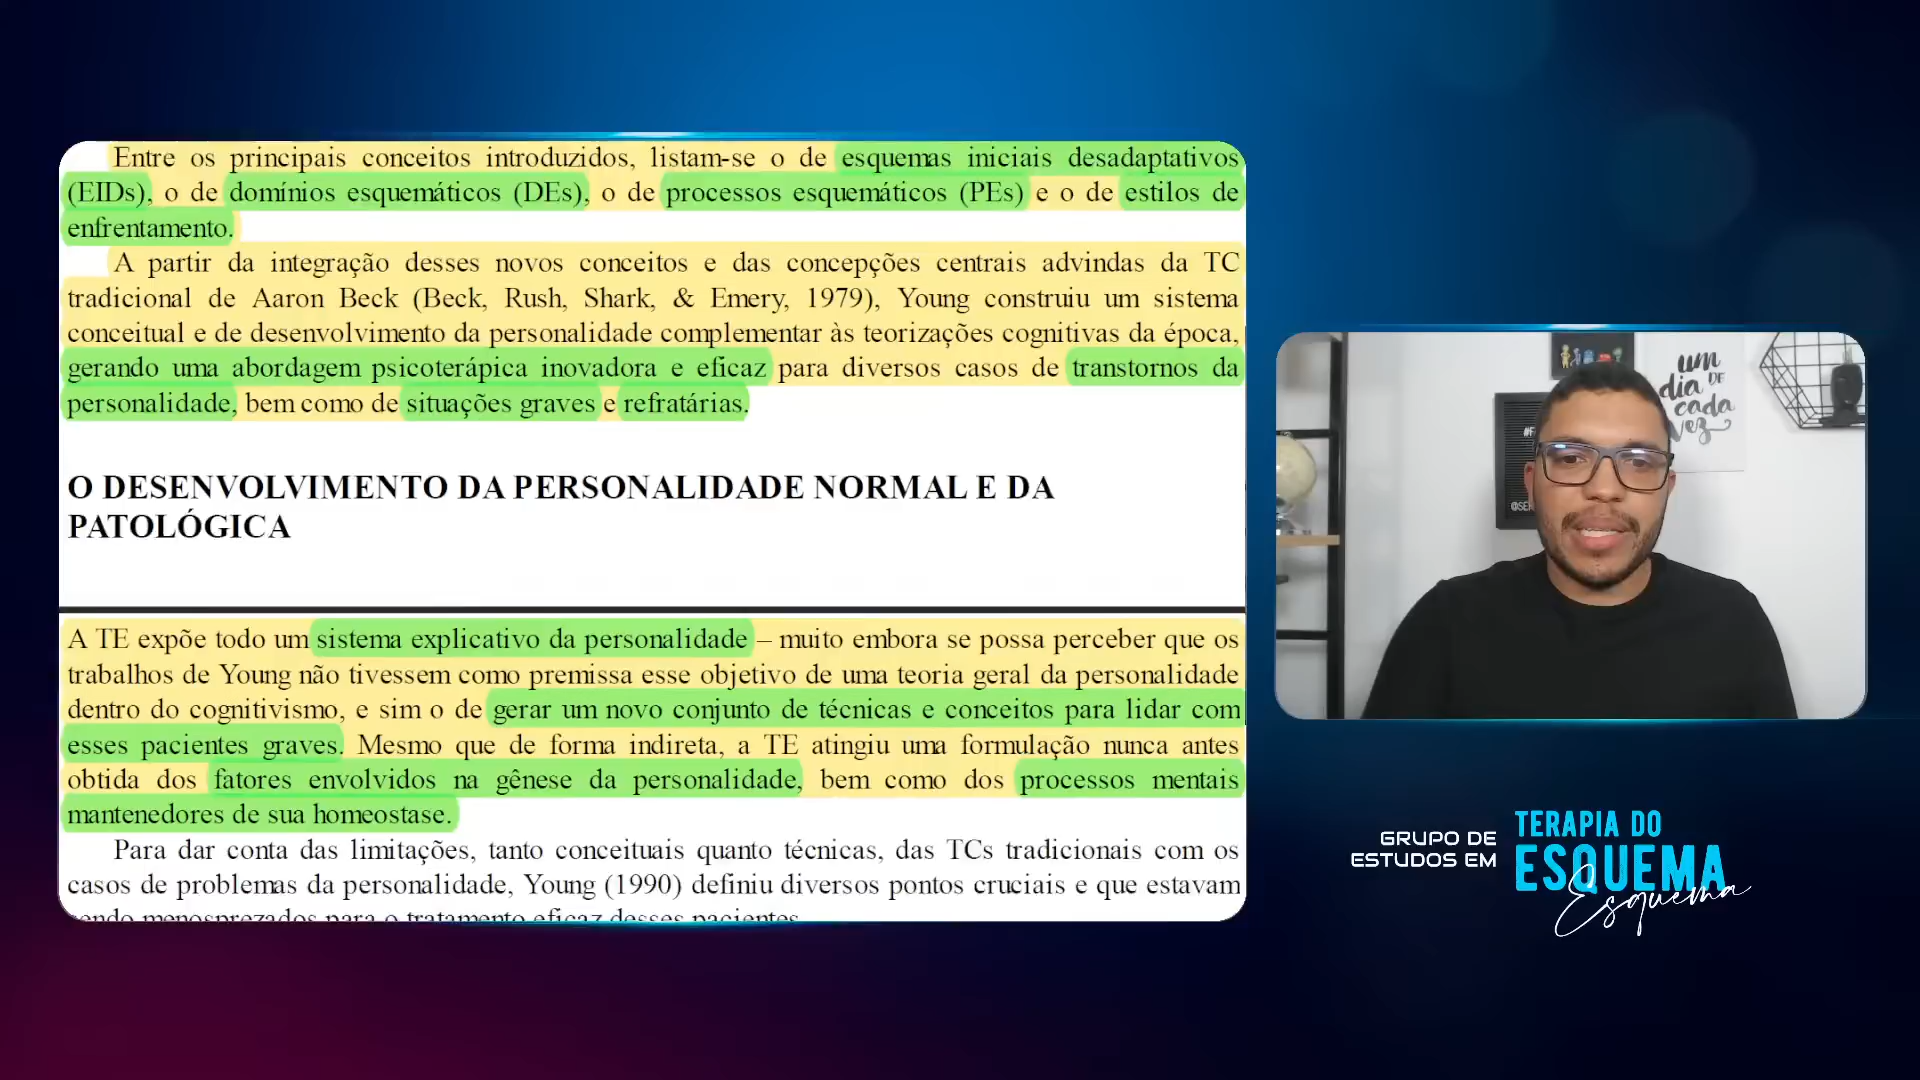 Entre os principais conceitos introduzidos, listam-se o de esquemas iniciais desadaptativos
(EIDs), o de domínios esquemáticos (DEs), o de processos esquemáticos (PEs) e o de estilos de
enfrentamento.
A partir da integração desses novos conceitos e das concepções centrais advindas da TC
tradicional de Aaron Beck (Beck, Rush, Shark, & Emery, 1979), Young construiu um sistema
conceitual e de desenvolvimento da personalidade complementar às teorizações cognitivas da época,
gerando uma abordagem psicoterápica inovadora e eficaz para diversos casos de transtornos da
personalidade, bem como de situações graves e refratárias.
O DESENVOLVIMENTO DA PERSONALIDADE NORMAL E DA
PATOLÓGICA
A TE expõe todo um sistema explicativo da personalidade – muito embora se possa perceber que os
trabalhos de Young não tivessem como premissa esse objetivo de uma teoria geral da personalidade
dentro do cognitivismo, e sim o de gerar um novo conjunto de técnicas e conceitos para lidar com
esses pacientes graves. Mesmo que de forma indireta, a TE atingiu uma formulação nunca antes
obtida dos fatores envolvidos na gênese da personalidade, bem como dos processos mentais
mantenedores de sua homeostase.
Para dar conta das limitações, tanto conceituais quanto técnicas, das TCs tradicionais com os
casos de problemas da personalidade, Young (1990) definiu diversos pontos cruciais e que estavam
sendo menosprezados para o tratamento eficaz desses pacientes.
um
dia DE
cada
vez
GRUPO DE
ESTUDOS EM
TERAPIA DO
ESQUEMA
Esquema